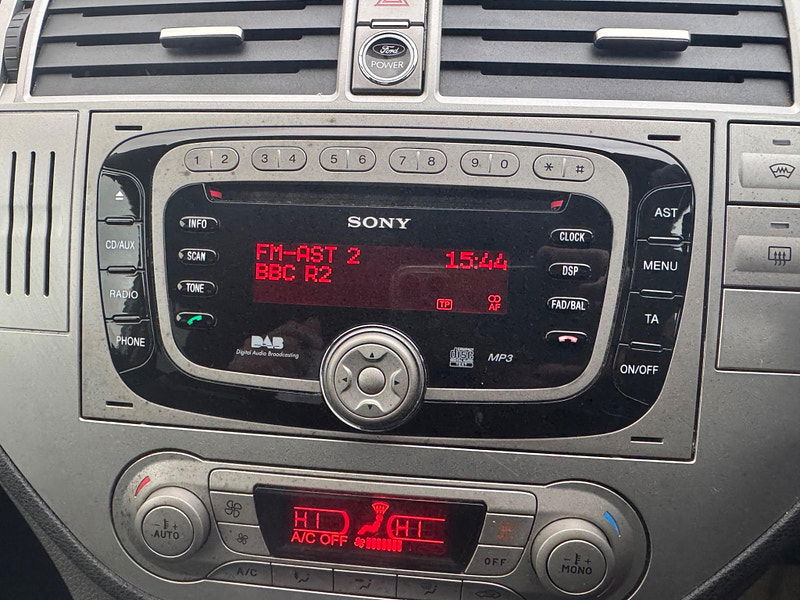 Ford
POWER
1 2 3 4 5 6 7 8 9 0 * #
SONY
INFO
SCAN
TONE
CD/AUX
RADIO
PHONE
FM-AST 2 15:44
BBC R2
TP CD
AF
CLOCK
DSP
FAD/BAL
AST
MENU
TA
ON/OFF
DAB
Digital Audio Broadcasting
MP3
- +
AUTO
HI HI
A/C OFF
A/C
OFF
- +
MONO